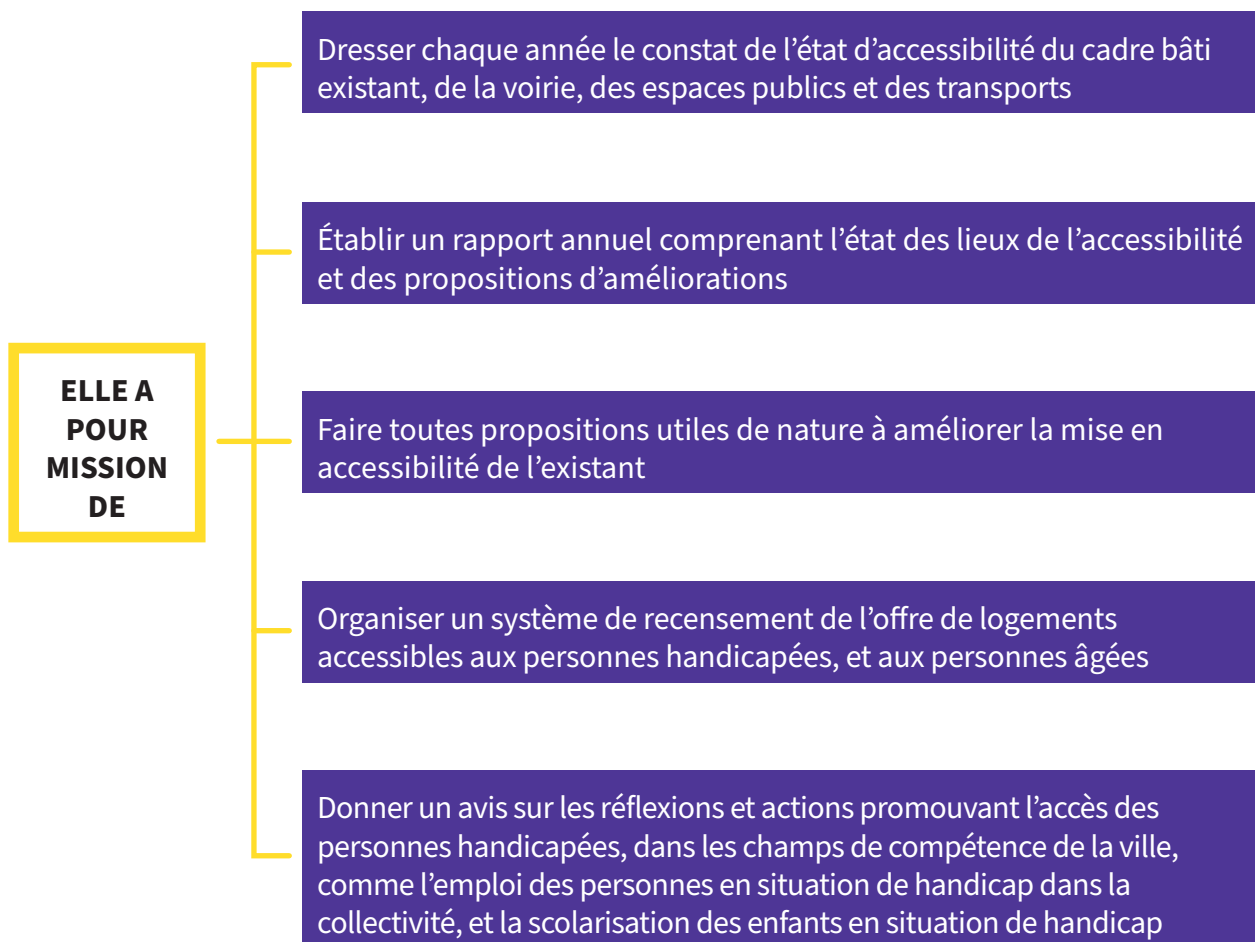 Dresser chaque année le constat de l’état d’accessibilité du cadre bâti
existant, de la voirie, des espaces publics et des transports
Établir un rapport annuel comprenant l’état des lieux de l’accessibilité
et des propositions d’améliorations
ELLE A
POUR
MISSION
DE
Faire toutes propositions utiles de nature à améliorer la mise en
accessibilité de l’existant
Organiser un système de recensement de l’offre de logements
accessibles aux personnes handicapées, et aux personnes âgées
Donner un avis sur les réflexions et actions promouvant l’accès des
personnes handicapées, dans les champs de compétence de la ville,
comme l’emploi des personnes en situation de handicap dans la
collectivité, et la scolarisation des enfants en situation de handicap